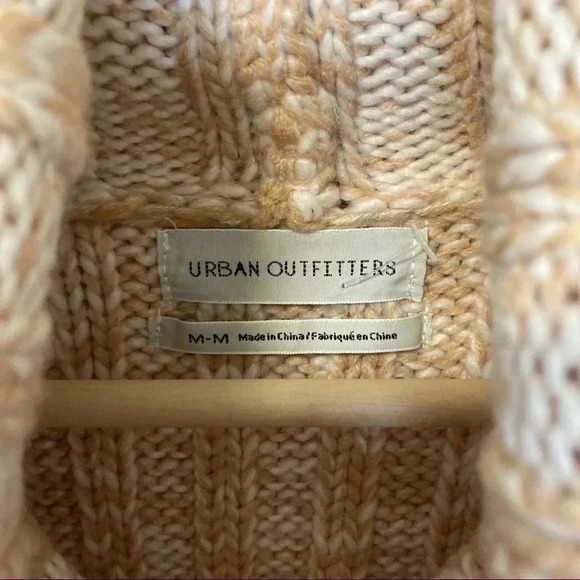 URBAN OUTFITTERS
M-M Made in China/Fabriqué en Chine